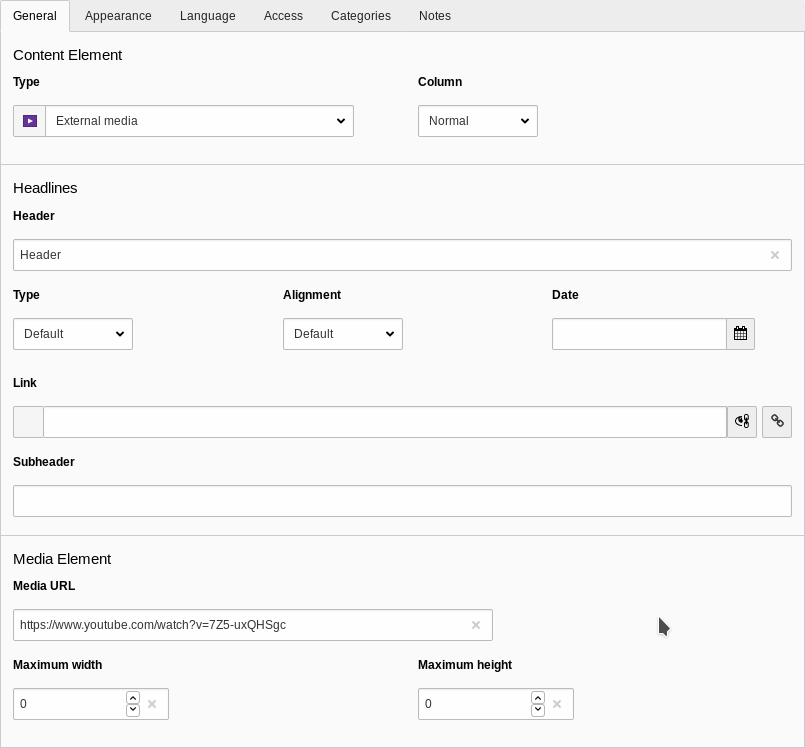 General Appearance Language Access Categories Notes
Content Element
Type Column
External media Normal
Headlines
Header
Header
Type Alignment Date
Default Default
Link
Subheader
Media Element
Media URL
https://www.youtube.com/watch?v=7Z5-uxQHSgc
Maximum width Maximum height
0 0